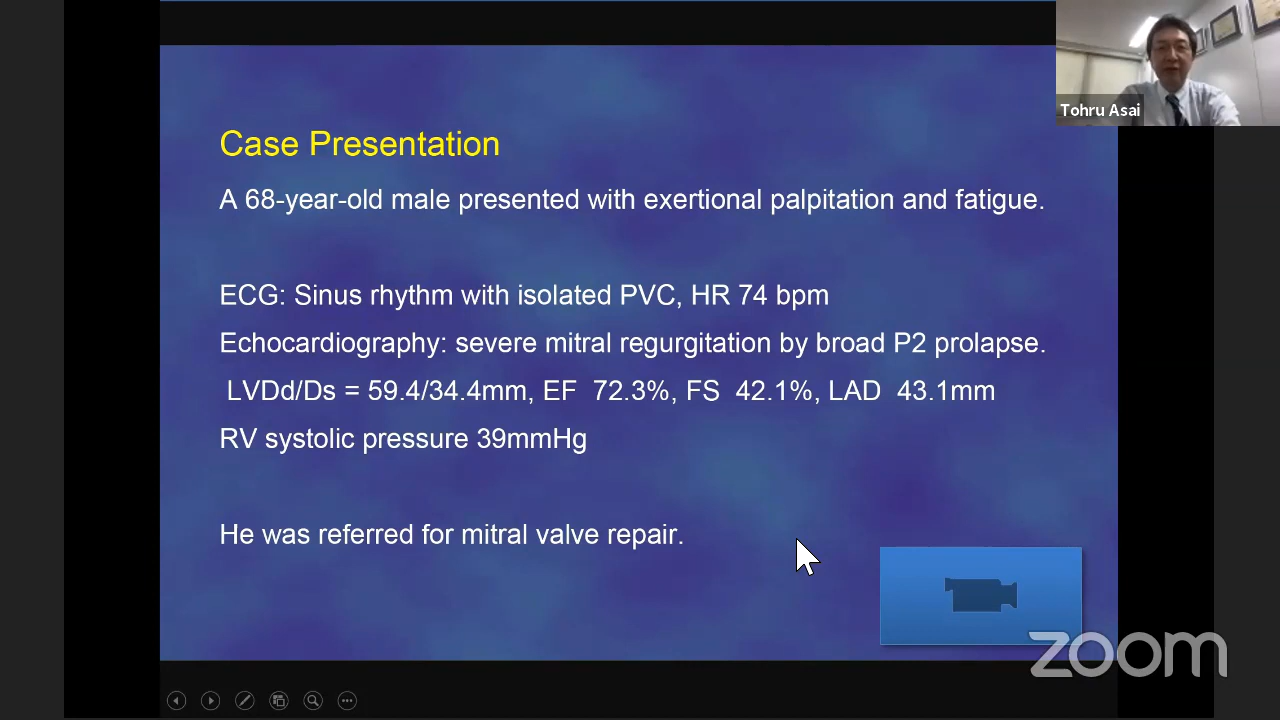 Tohru Asai
Case Presentation
A 68-year-old male presented with exertional palpitation and fatigue.
ECG: Sinus rhythm with isolated PVC, HR 74 bpm
Echocardiography: severe mitral regurgitation by broad P2 prolapse.
LVDd/Ds = 59.4/34.4mm, EF 72.3%, FS 42.1%, LAD 43.1mm
RV systolic pressure 39mmHg
He was referred for mitral valve repair.
zoom